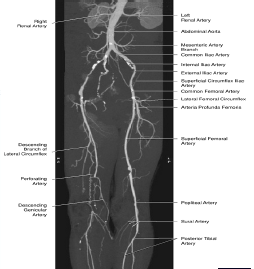 Right
Renal Artery
Descending
Branch of
Lateral Circumflex
Perforating
Artery
Descending
Genicular
Artery
Left
Renal Artery
Abdominal Aorta
Mesenteric Artery
Branch
Common Iliac Artery
Internal Iliac Artery
External Iliac Artery
Superficial Circumflex Iliac
Artery
Common Femoral Artery
Lateral Femoral Circumflex
Arteria Profunda Femoris
Superficial Femoral
Artery
Popliteal Artery
Sural Artery
Posterior Tibial
Artery